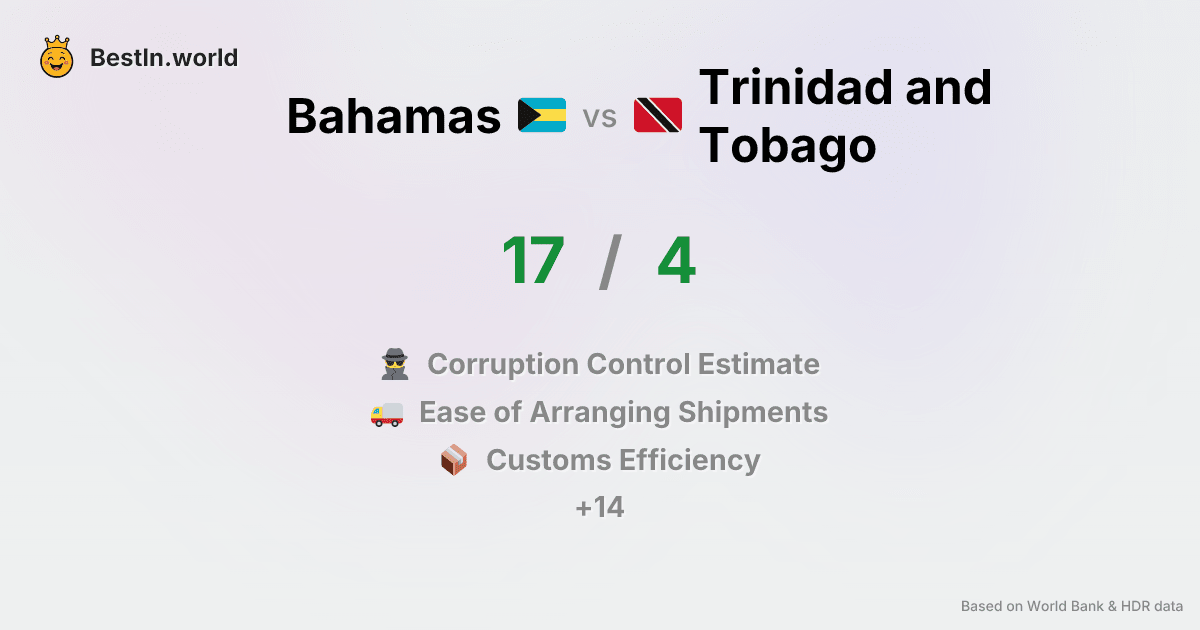 BestIn.world
Bahamas vs Trinidad and
Tobago
17 / 4
Corruption Control Estimate
Ease of Arranging Shipments
Customs Efficiency
+14
Based on World Bank & HDR data